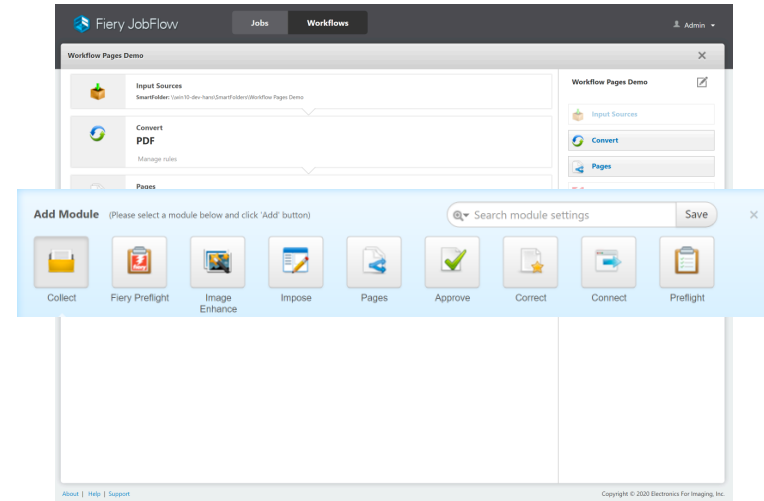 Fiery JobFlow
Jobs
Workflows
Admin
Workflow Pages Demo
Input Sources
SmartFolder: \\win10-dev-hans\SmartFolders\Workflow Pages Demo
Convert
PDF
Manage rules
Pages
Workflow Pages Demo
Input Sources
Convert
Pages
Add Module (Please select a module below and click 'Add' button)
Search module settings
Save
Collect
Fiery Preflight
Image
Enhance
Impose
Pages
Approve
Correct
Connect
Preflight
About | Help | Support
Copyright © 2020 Electronics For Imaging, Inc.